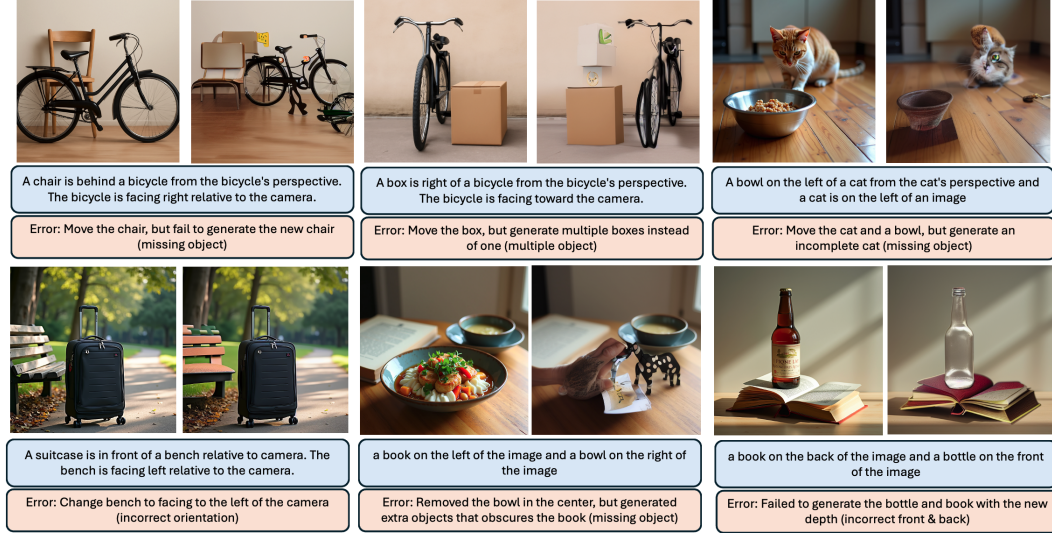 A chair is behind a bicycle from the bicycle's perspective.
The bicycle is facing right relative to the camera.
Error: Move the chair, but fail to generate the new chair
(missing object)
A box is right of a bicycle from the bicycle's perspective.
The bicycle is facing toward the camera.
Error: Move the box, but generate multiple boxes instead
of one (multiple object)
A bowl on the left of a cat from the cat's perspective and
a cat is on the left of an image
Error: Move the cat and a bowl, but generate an
incomplete cat (missing object)
A suitcase is in front of a bench relative to camera. The
bench is facing left relative to the camera.
Error: Change bench to facing to the left of the camera
(incorrect orientation)
a book on the left of the image and a bowl on the right of
the image
Error: Removed the bowl in the center, but generated
extra objects that obscures the book (missing object)
a book on the back of the image and a bottle on the front
of the image
Error: Failed to generate the bottle and book with the new
depth (incorrect front & back)